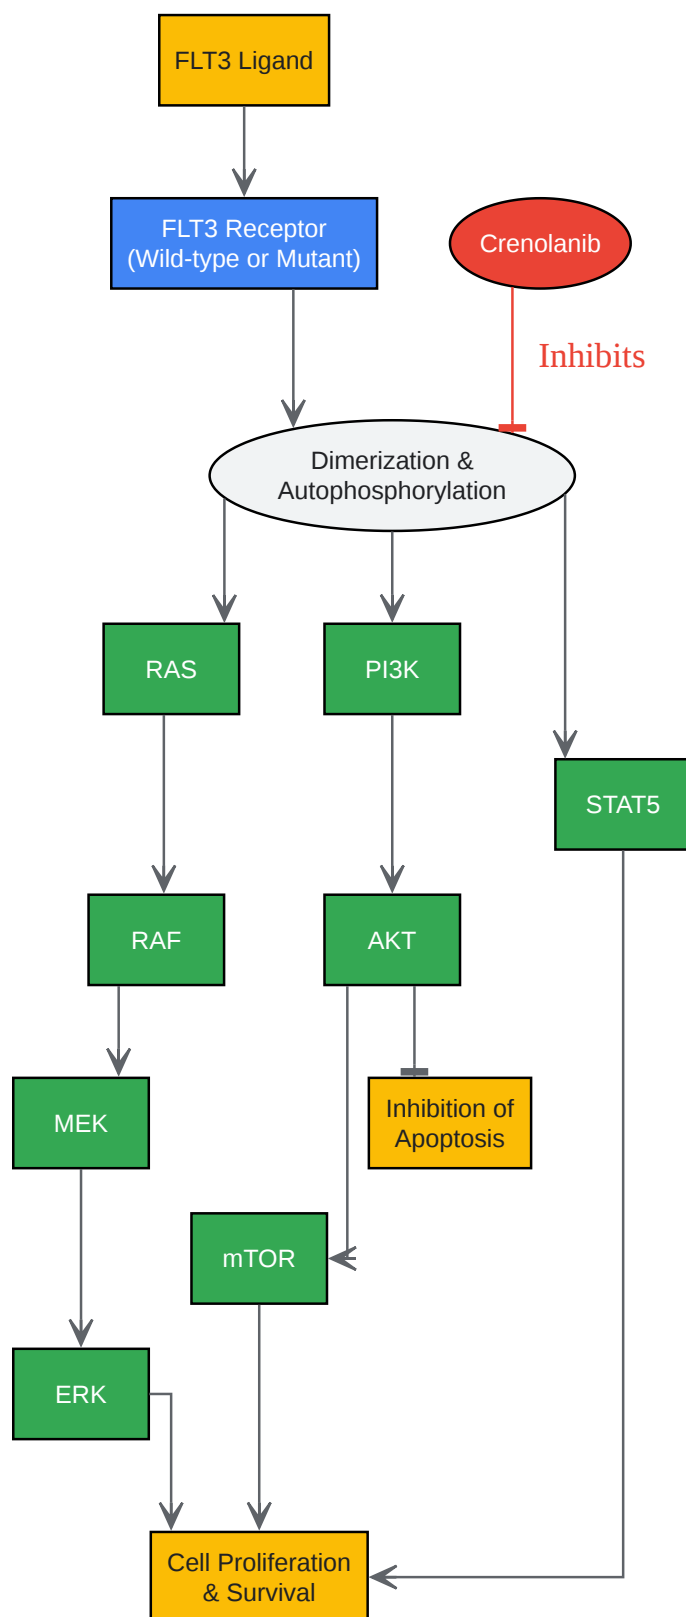 FLT3 Ligand
FLT3 Receptor
(Wild-type or Mutant)
Crenolanib
Inhibits
Dimerization &
Autophosphorylation
RAS
PI3K
STAT5
RAF
AKT
MEK
Inhibition of
Apoptosis
mTOR
ERK
Cell Proliferation
& Survival